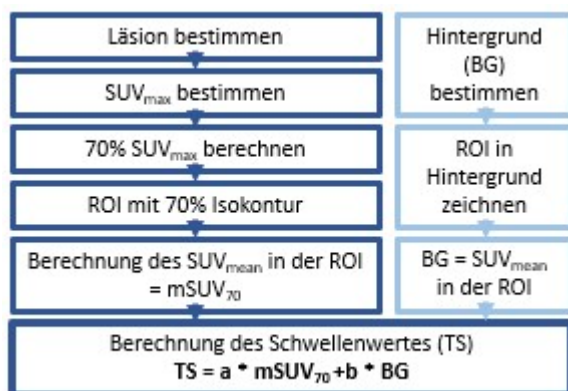 Läsion bestimmen
SUVmax bestimmen
70% SUVmax berechnen
ROI mit 70% Isokontur
Berechnung des SUVmean in der ROI
= mSUV70
Hintergrund
(BG)
bestimmen
ROI in
Hintergrund
zeichnen
BG = SUVmean
in der ROI
Berechnung des Schwellenwertes (TS)
TS = a * mSUV70 +b * BG